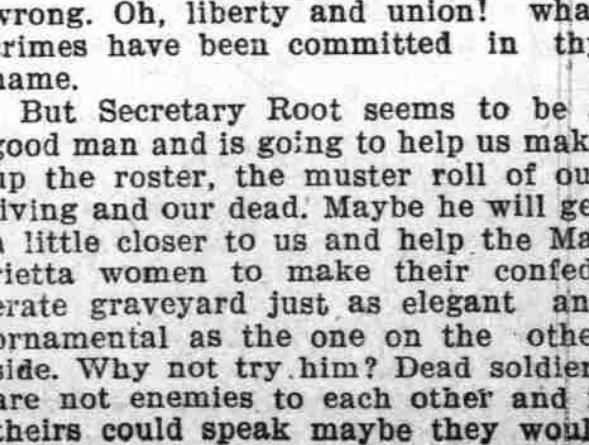 wrong. Oh, liberty and union! wha
crimes have been committed in thy
name.
But Secretary Root seems to be
good man and is going to help us mak
up the roster, the muster roll of ou
living and our dead. Maybe he will ge
a little closer to us and help the Ma
rietta women to make their confed
erate graveyard just as elegant an
ornamental as the one on the othe
side. Why not try him? Dead soldier
are not enemies to each other and
theirs could speak maybe they woul